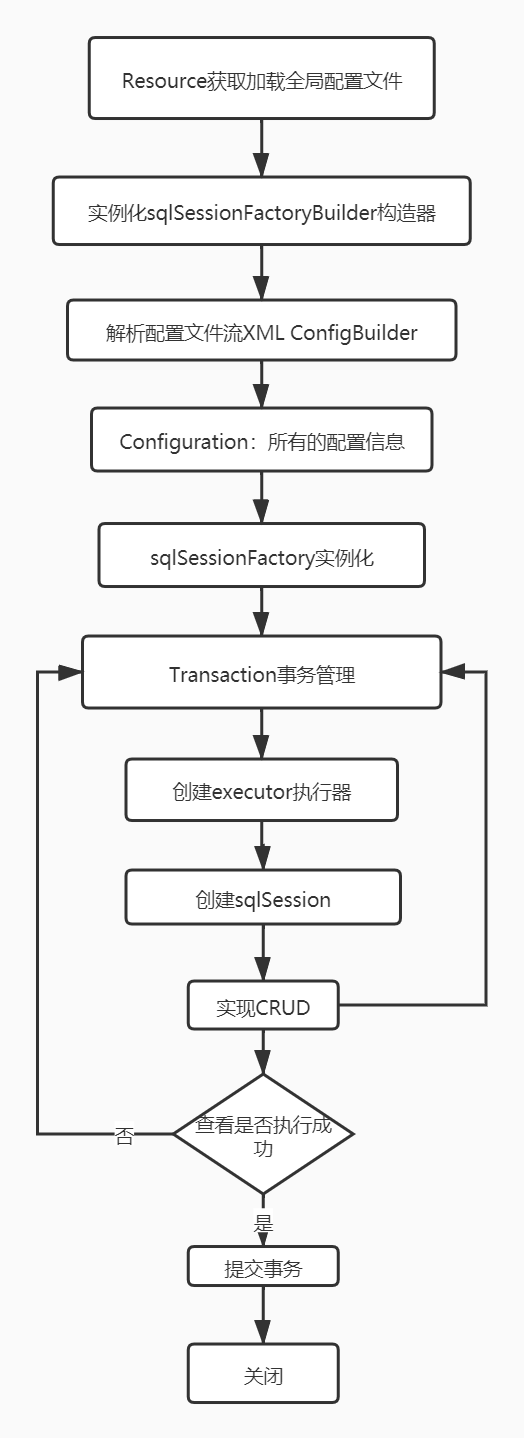 Resource获取加载全局配置文件
实例化sqlSessionFactoryBuilder构造器
解析配置文件流XML ConfigBuilder
Configuration：所有的配置信息
sqlSessionFactory实例化
Transaction事务管理
创建executor执行器
创建sqlSession
实现CRUD
查看是否执行成
功
否
是
提交事务
关闭